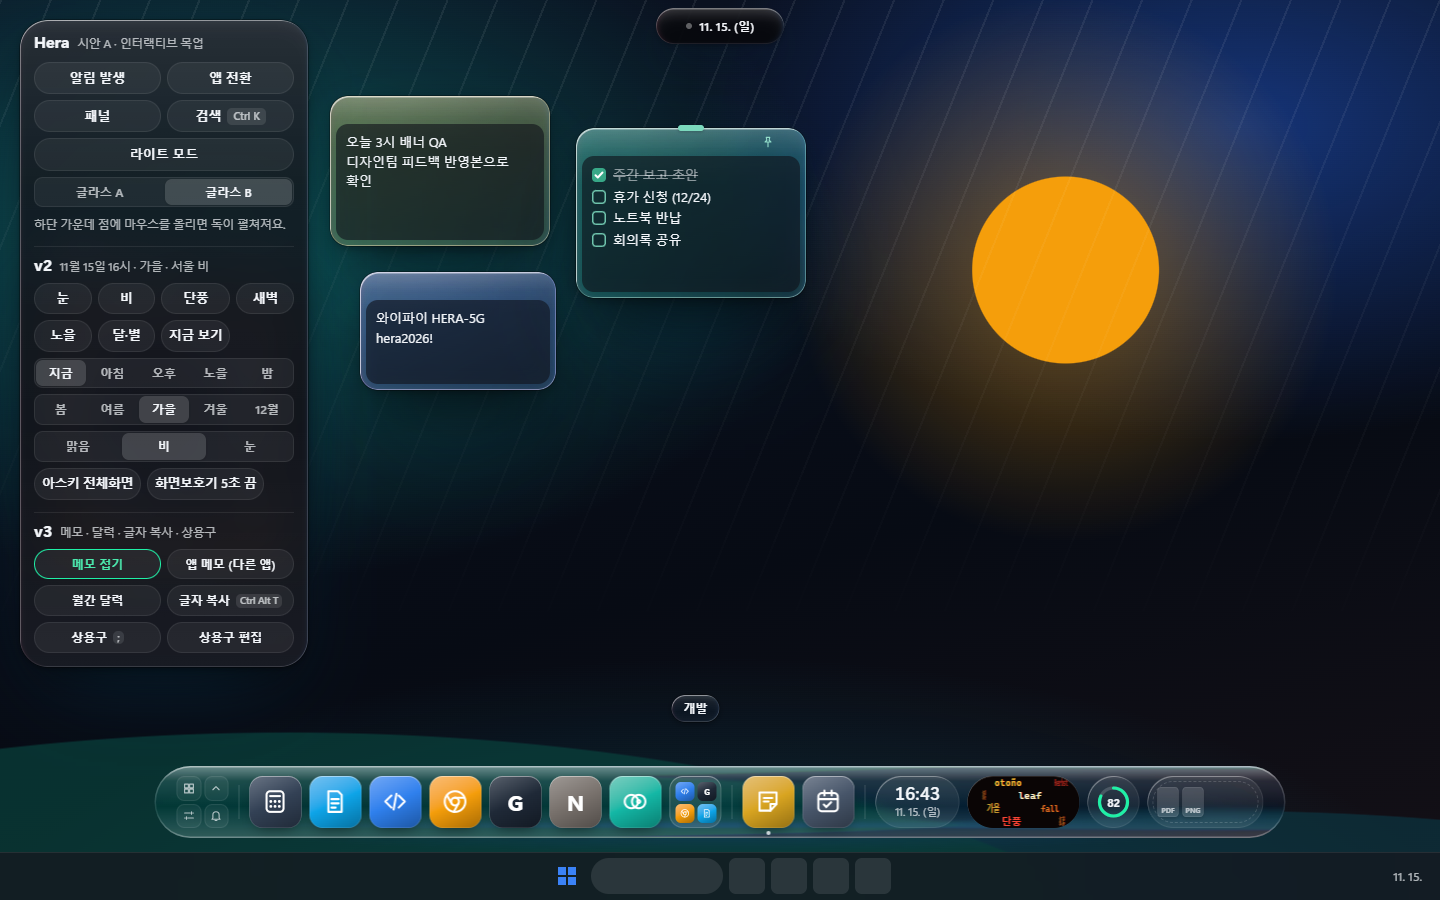 Hera 시안 A · 인터랙티브 목업
알림 발생
앱 전환
패널
검색 Ctrl K
라이트 모드
글라스 A
글라스 B
하단 가운데 점에 마우스를 올리면 독이 펼쳐져요.
v2 11월 15일 16시 · 가을 · 서울 비
눈
비
단풍
새벽
노을
달·별
지금 보기
지금
아침
오후
노을
밤
봄
여름
가을
겨울
12월
맑음
비
눈
아스키 전체화면
화면보호기 5초 끔
v3 메모 · 달력 · 글자 복사 · 상용구
메모 접기
앱 메모 (다른 앱)
월간 달력
글자 복사 Ctrl Alt T
상용구 ;
상용구 편집
11. 15. (일)
오늘 3시 배너 QA
디자인팀 피드백 반영본으로
확인
주간 보고 초안
휴가 신청 (12/24)
노트북 반납
회의록 공유
와이파이 HERA-5G
hera2026!
개발
G
N
G
16:43
11. 15. (일)
otoño
leaf
가을
fall
단풍
82
PDF
PNG
11. 15.